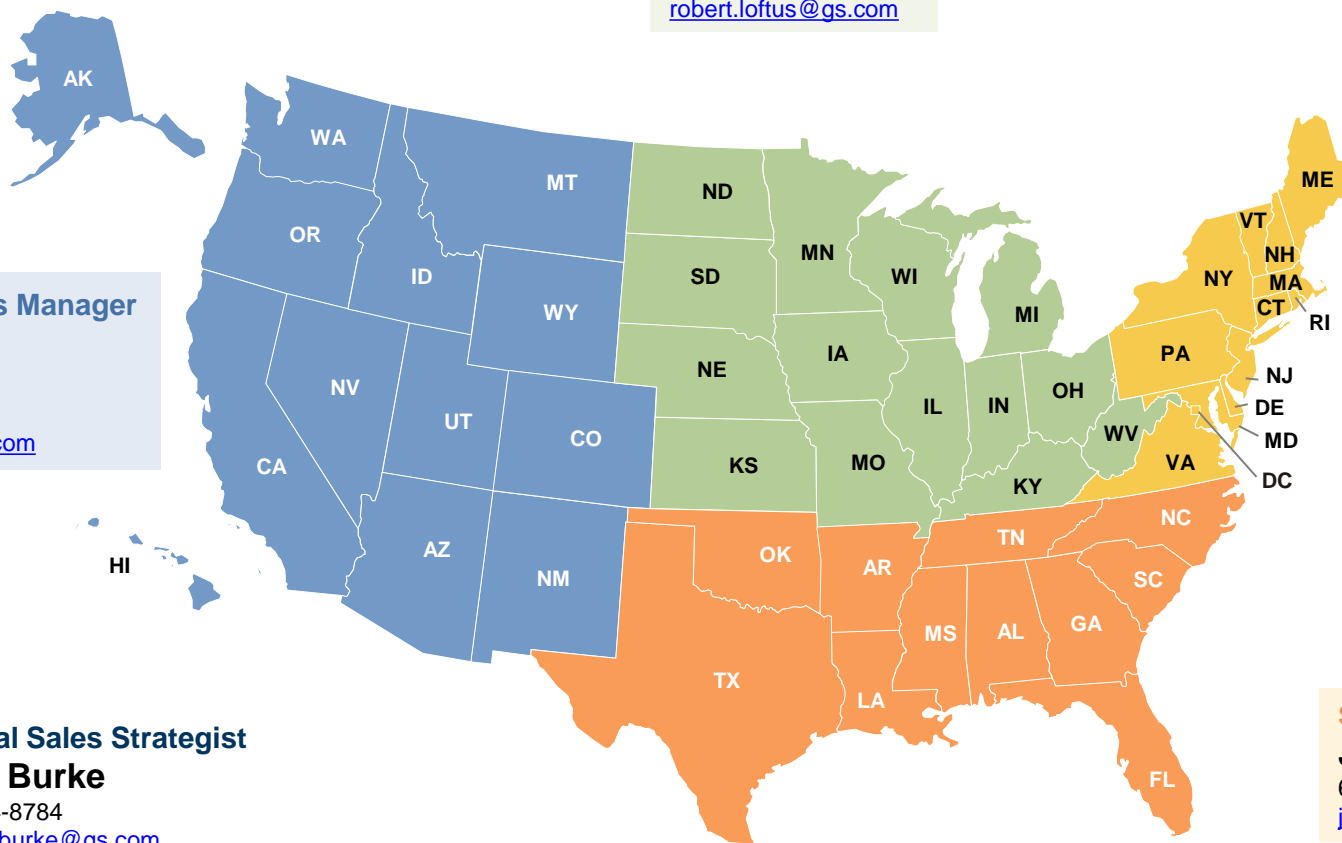 robert.loftus@gs.com
AK
WA
MT
ND
ME
OR
ID
MN
VT
NH
SD
WI
NY
MA
CT
RI
s Manager
WY
MI
IA
PA
NE
NV
NJ
OH
IL
IN
DE
UT
CO
WV
MD
com
CA
KS
MO
VA
DC
KY
NC
AZ
TN
HI
OK
NM
AR
SC
MS
AL
GA
TX
LA
FL
al Sales Strategist
Burke
-8784
burke@gs.com